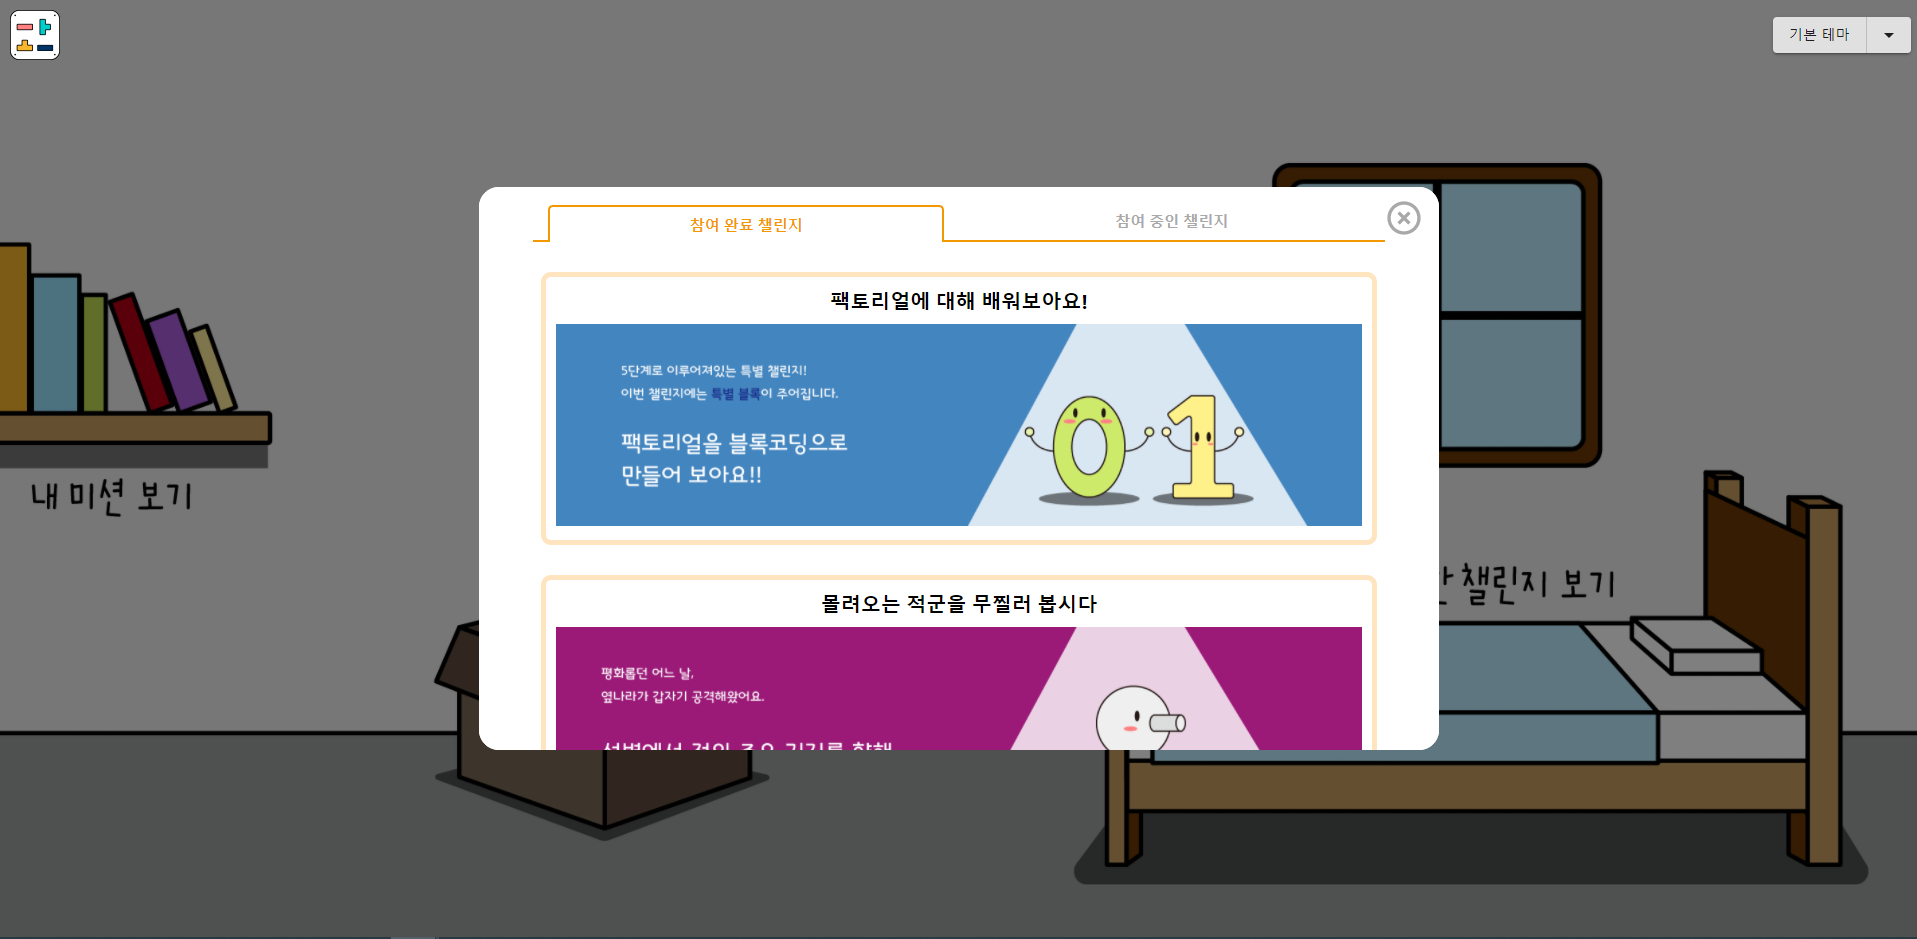 기본 테마
참여 완료 챌린지
참여 중인 챌린지
팩토리얼에 대해 배워보아요!
5단계로 이루어져있는 특별 챌린지!
이번 챌린지에는 특별 블록이 주어집니다.
팩토리얼을 블록코딩으로
만들어 보아요!!
내 미션 보기
챌린지 보기
몰려오는 적군을 무찔러 봅시다
평화롭던 어느 날,
옆나라가 갑자기 공격해왔어요.